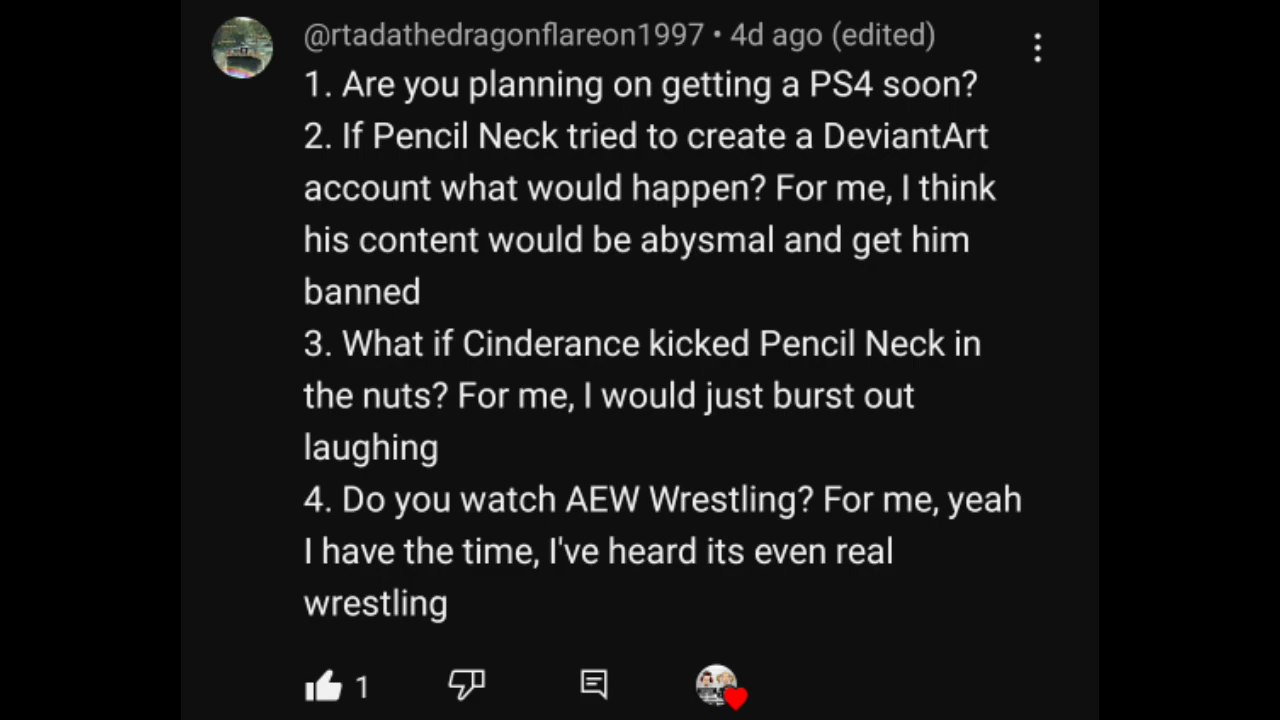 @rtadathedragonflareon1997 • 4d ago (edited)
1. Are you planning on getting a PS4 soon?
2. If Pencil Neck tried to create a DeviantArt
account what would happen? For me, I think
his content would be abysmal and get him
banned
3. What if Cinderance kicked Pencil Neck in
the nuts? For me, I would just burst out
laughing
4. Do you watch AEW Wrestling? For me, yeah
I have the time, I've heard its even real
wrestling
1